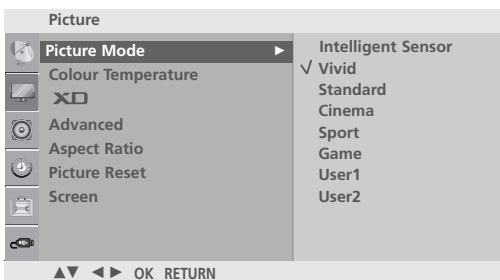 Picture
Picture Mode ►
Colour Temperature
XD
Advanced
Aspect Ratio
Picture Reset
Screen
Intelligent Sensor
√ Vivid
Standard
Cinema
Sport
Game
User1
User2
▲▼ ◄► OK RETURN